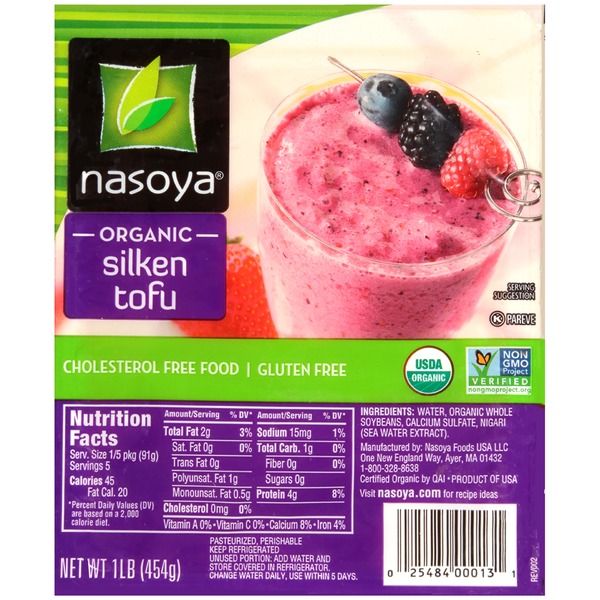 nasoya®
ORGANIC
silken
tofu
SERVING
SUGGESTION
K PAREVE
CHOLESTEROL FREE FOOD | GLUTEN FREE
USDA
ORGANIC
NON
GMO
Project
VERIFIED
nongmoproject.org
Nutrition
Facts
Serv. Size 1/5 pkg (91g)
Servings 5
Calories 45
Fat Cal. 20
*Percent Daily Values (DV)
are based on a 2,000
calorie diet.
Amount/Serving % DV*
Total Fat 2g 3%
Sat. Fat 0g 0%
Trans Fat 0g
Polyunsat. Fat 1g
Monounsat. Fat 0.5g
Cholesterol 0mg 0%
Amount/Serving % DV*
Sodium 15mg 1%
Total Carb. 1g 0%
Fiber 0g 0%
Sugars 0g
Protein 4g 8%
Vitamin A 0% • Vitamin C 0% • Calcium 8% • Iron 4%
INGREDIENTS: WATER, ORGANIC WHOLE
SOYBEANS, CALCIUM SULFATE, NIGARI
(SEA WATER EXTRACT).
Manufactured by: Nasoya Foods USA LLC
One New England Way, Ayer, MA 01432
1-800-328-8638
Certified Organic by QAI • PRODUCT OF USA
Visit nasoya.com for recipe ideas
NET WT 1LB (454g)
PASTEURIZED, PERISHABLE
KEEP REFRIGERATED
UNUSED PORTION: ADD WATER AND
STORE COVERED IN REFRIGERATOR.
CHANGE WATER DAILY, USE WITHIN 5 DAYS.
0 25484 00013 1
REV002